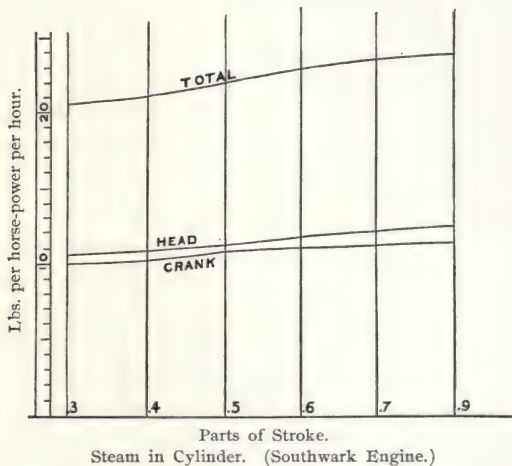 Lbs. per horse-power per hour.
20
10
TOTAL
HEAD
CRANK
.3 .4 .5 .6 .7 .9
Parts of Stroke.
Steam in Cylinder. (Southwark Engine.)